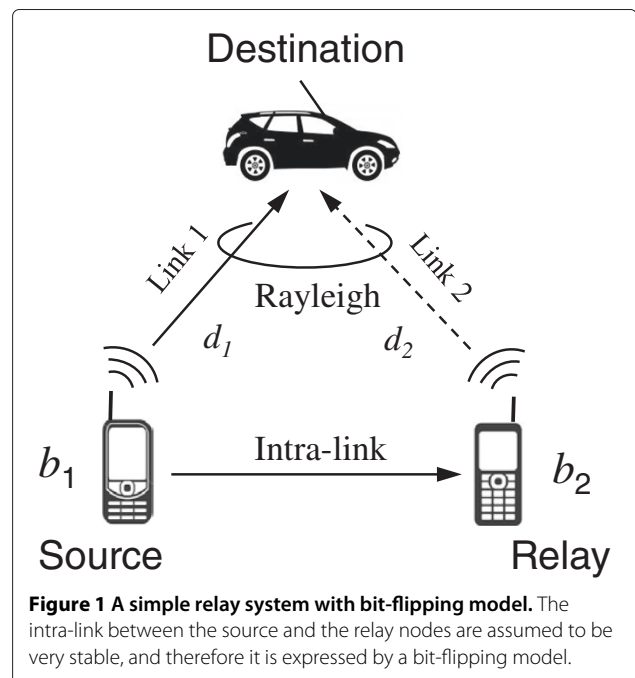 Destination
Link 1
Link 2
Rayleigh
d1
d2
b1
Intra-link
b2
Source
Relay
Figure 1 A simple relay system with bit-flipping model. The
intra-link between the source and the relay nodes are assumed to be
very stable, and therefore it is expressed by a bit-flipping model.